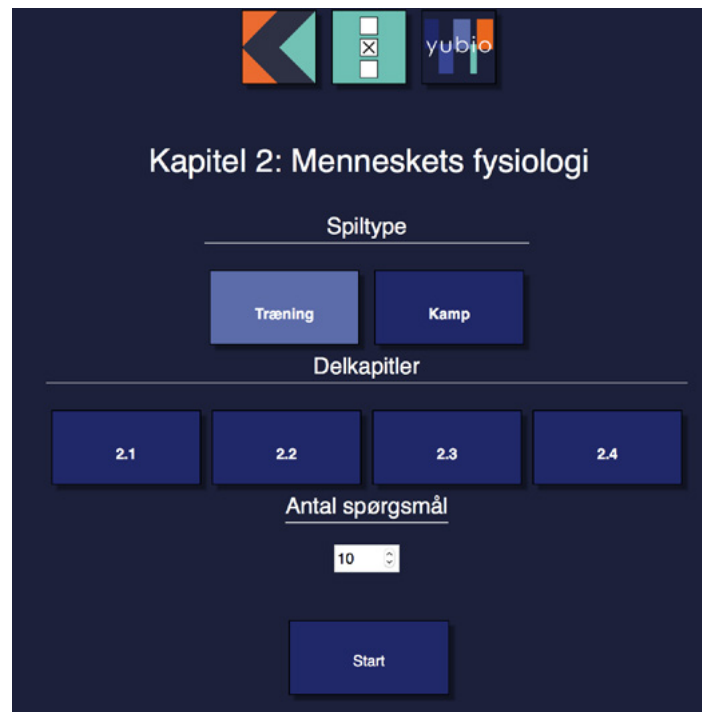 yubio
Kapitel 2: Menneskets fysiologi
Spiltype
Træning Kamp
Delkapitler
2.1 2.2 2.3 2.4
Antal spørgsmål
10
Start